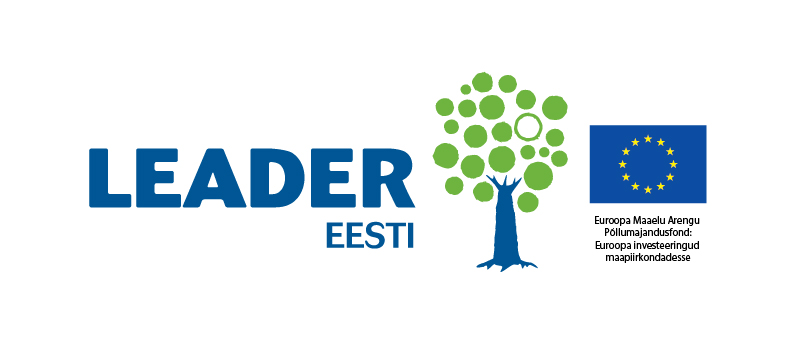 LEADER
EESTI
Euroopa Maaelu Arengu
Põllumajandusfond:
Euroopa investeeringud
maapiirkondadesse